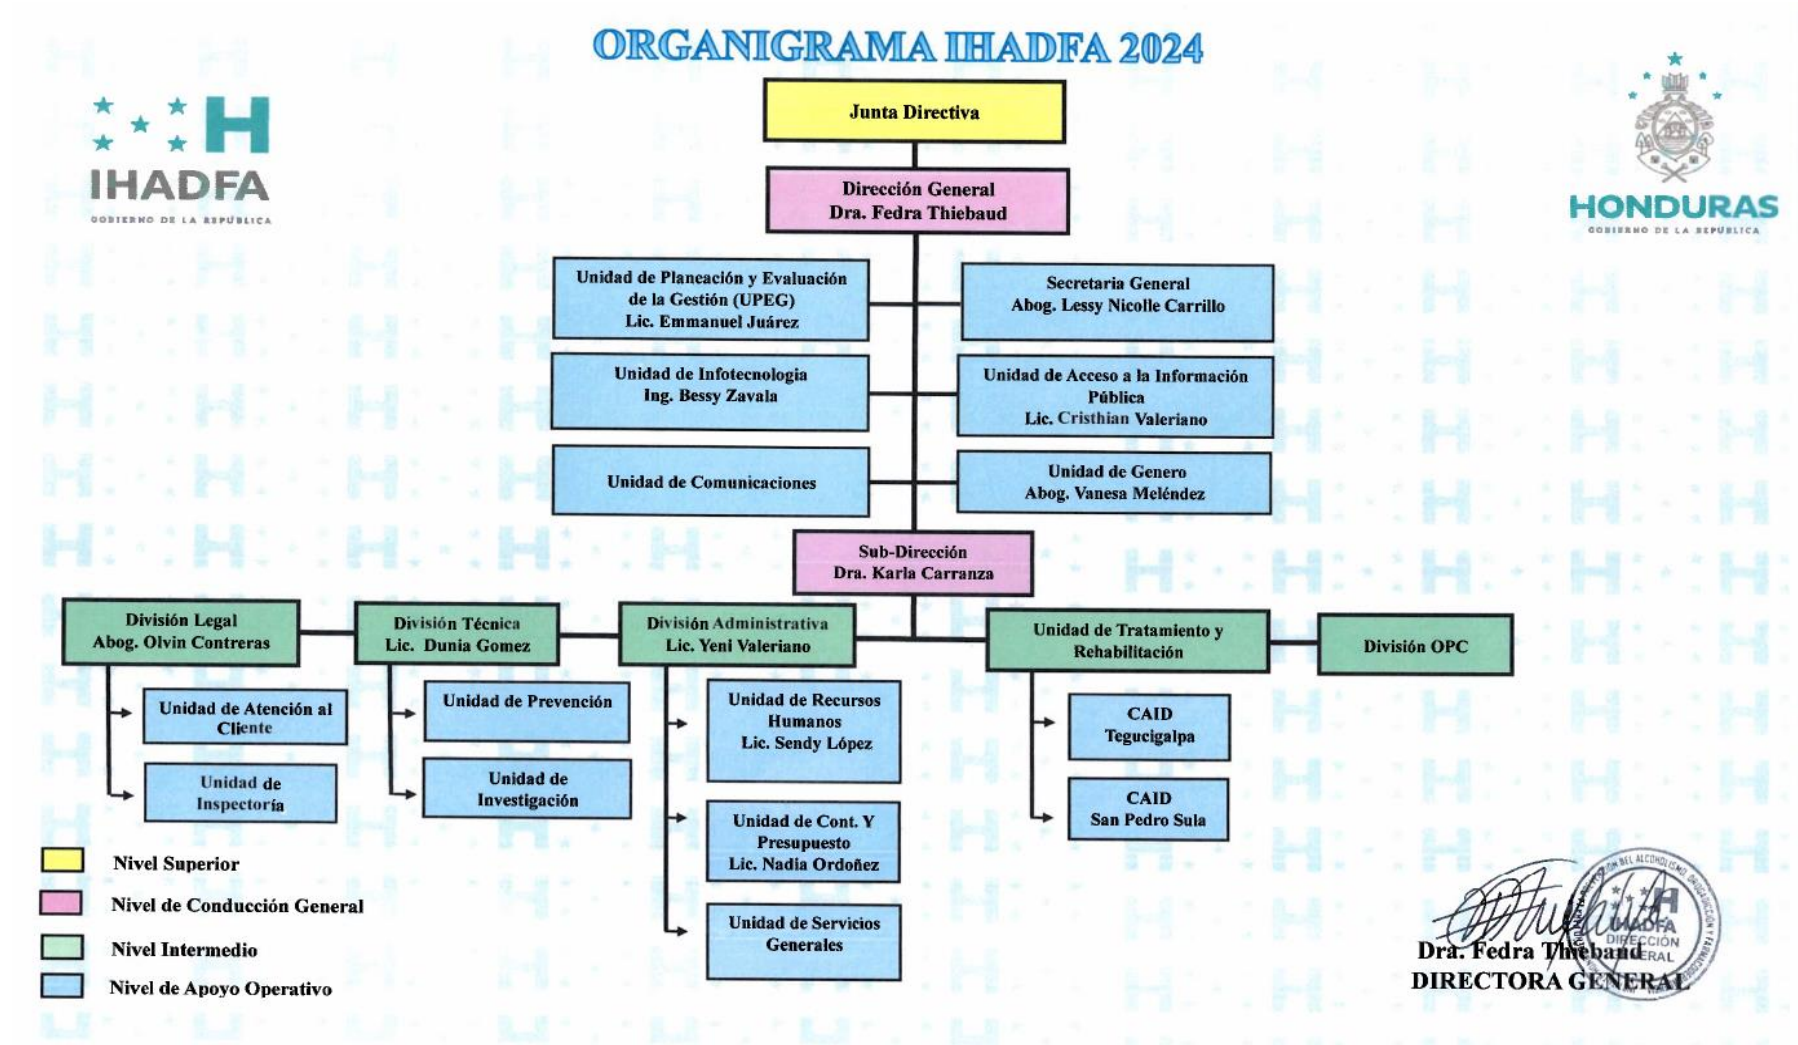 ORGANIGRAMA IHADFA 2024
H
IHADFA
GOBIERNO DE LA REPÚBLICA
HONDURAS
GOBIERNO DE LA REPÚBLICA
Junta Directiva
Dirección General
Dra. Fedra Thiebaud
Unidad de Planeación y Evaluación
de la Gestión (UPEG)
Lic. Emmanuel Juárez
Secretaria General
Abog. Lessy Nicolle Carrillo
Unidad de Infotecnologia
Ing. Bessy Zavala
Unidad de Acceso a la Información
Pública
Lic. Cristhian Valeriano
Unidad de Comunicaciones
Unidad de Genero
Abog. Vanesa Meléndez
Sub-Dirección
Dra. Karla Carranza
División Legal
Abog. Olvin Contreras
División Técnica
Lic. Dunia Gomez
División Administrativa
Lic. Yeni Valeriano
Unidad de Tratamiento y
Rehabilitación
División OPC
Unidad de Atención al
Cliente
Unidad de
Inspectoría
Unidad de Prevención
Unidad de
Investigación
Unidad de Recursos
Humanos
Lic. Sendy López
Unidad de Cont. Y
Presupuesto
Lic. Nadia Ordoñez
Unidad de Servicios
Generales
CAID
Tegucigalpa
CAID
San Pedro Sula
Nivel Superior
Nivel de Conducción General
Nivel Intermedio
Nivel de Apoyo Operativo
Dra. Fedra Thiebaud
DIRECTORA GENERAL
H
IHADFA
DIRECCIÓN
GENERAL